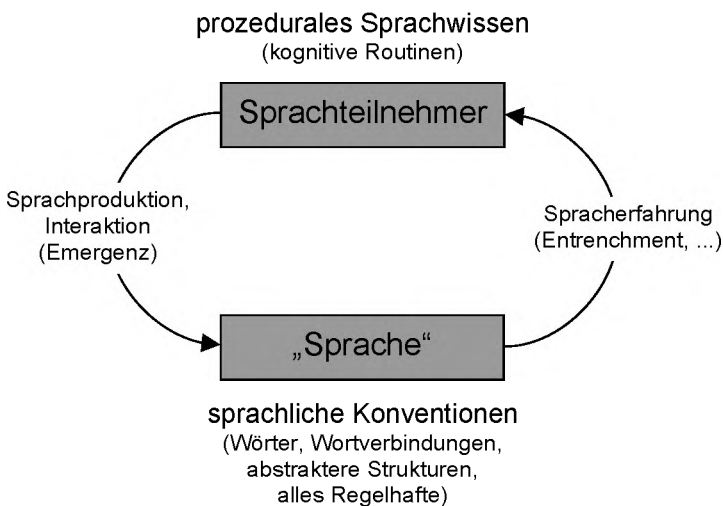 prozedurales Sprachwissen
(kognitive Routinen)
Sprachteilnehmer
Sprachproduktion,
Interaktion
(Emergenz)
Spracherfahrung
(Entrenchment, ...)
„Sprache“
sprachliche Konventionen
(Wörter, Wortverbindungen,
abstraktere Strukturen,
alles Regelhafte)